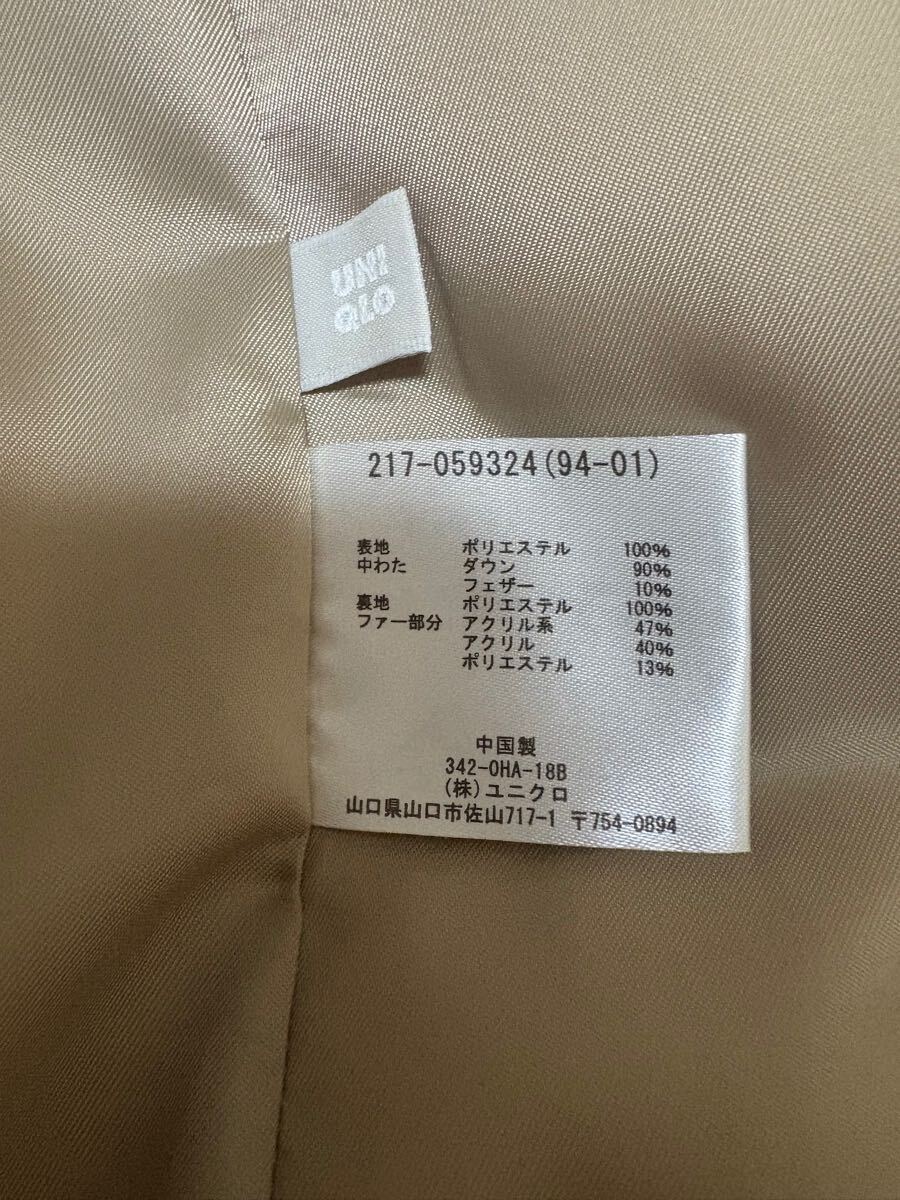 UNI
QLO
217-059324(94-01)
表地 ポリエステル 100%
中わた ダウン 90%
フェザー 10%
裏地 ポリエステル 100%
ファー部分 アクリル系 47%
アクリル 40%
ポリエステル 13%
中国製
342-0HA-18B
(株)ユニクロ
山口県山口市佐山717-1 〒754-0894